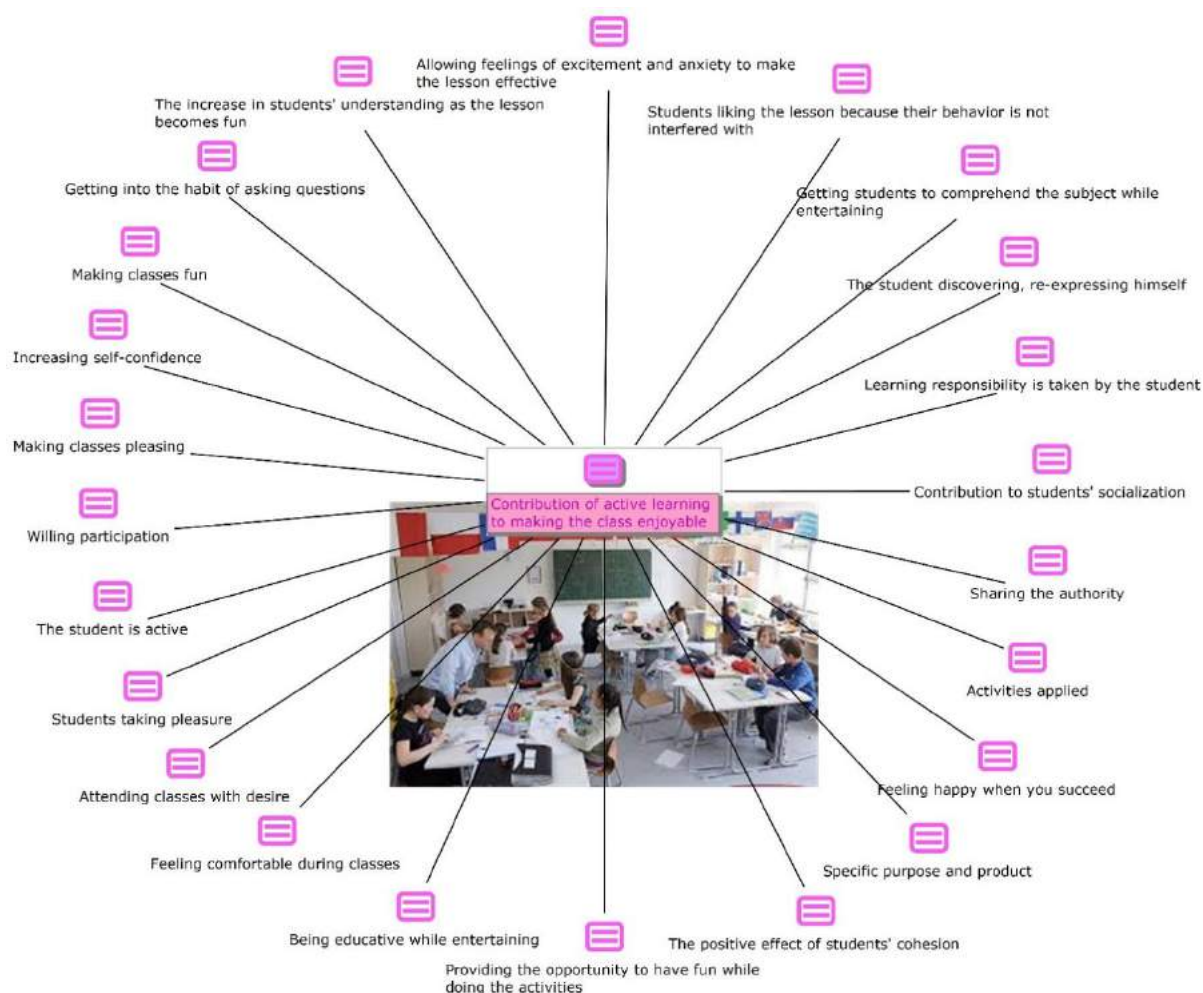 Allowing feelings of excitement and anxiety to make
the lesson effective
The increase in students' understanding as the lesson
becomes fun
Students liking the lesson because their behavior is not
interfered with
Getting into the habit of asking questions
Getting students to comprehend the subject while
entertaining
Making classes fun
The student discovering, re-expressing himself
Increasing self-confidence
Learning responsibility is taken by the student
Making classes pleasing
Contribution of active learning
to making the class enjoyable
Contribution to students' socialization
Willing participation
Sharing the authority
The student is active
Activities applied
Students taking pleasure
Attending classes with desire
Feeling happy when you succeed
Feeling comfortable during classes
Specific purpose and product
Being educative while entertaining
The positive effect of students' cohesion
Providing the opportunity to have fun while
doing the activities